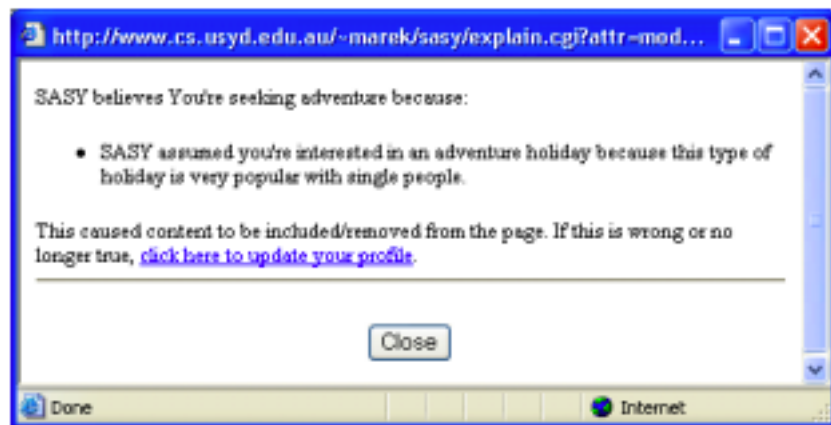 http://www.cs.usyd.edu.au/~marek/sasy/explain.cgi?attr=mod...
SASY believes You're seeking adventure because:
• SASY assumed you're interested in an adventure holiday because this type of
holiday is very popular with single people.
This caused content to be included/removed from the page. If this is wrong or no
longer true, click here to update your profile.
Close
Done
Internet